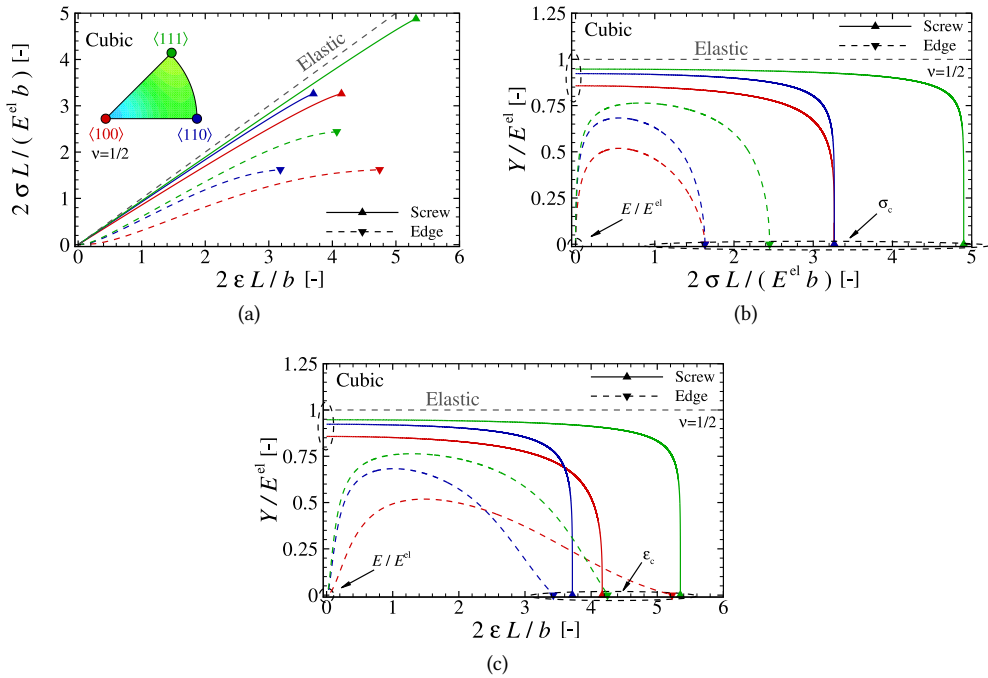 Cubic
⟨111⟩
⟨100⟩
⟨110⟩
ν=1/2
Elastic
Screw
Edge
0 1 2 3 4 5
0 1 2 3 4 5 6
2 σ L / ( E^el b ) [-]
2 ε L / b [-]
(a)
Cubic
Screw
Edge
Elastic
ν=1/2
E / E^el
σ_c
0 0.25 0.5 0.75 1 1.25
0 1 2 3 4 5
Y / E^el [-]
2 σ L / ( E^el b ) [-]
(b)
Cubic
Screw
Edge
Elastic
ν=1/2
E / E^el
ε_c
0 0.25 0.5 0.75 1 1.25
0 1 2 3 4 5 6
Y / E^el [-]
2 ε L / b [-]
(c)